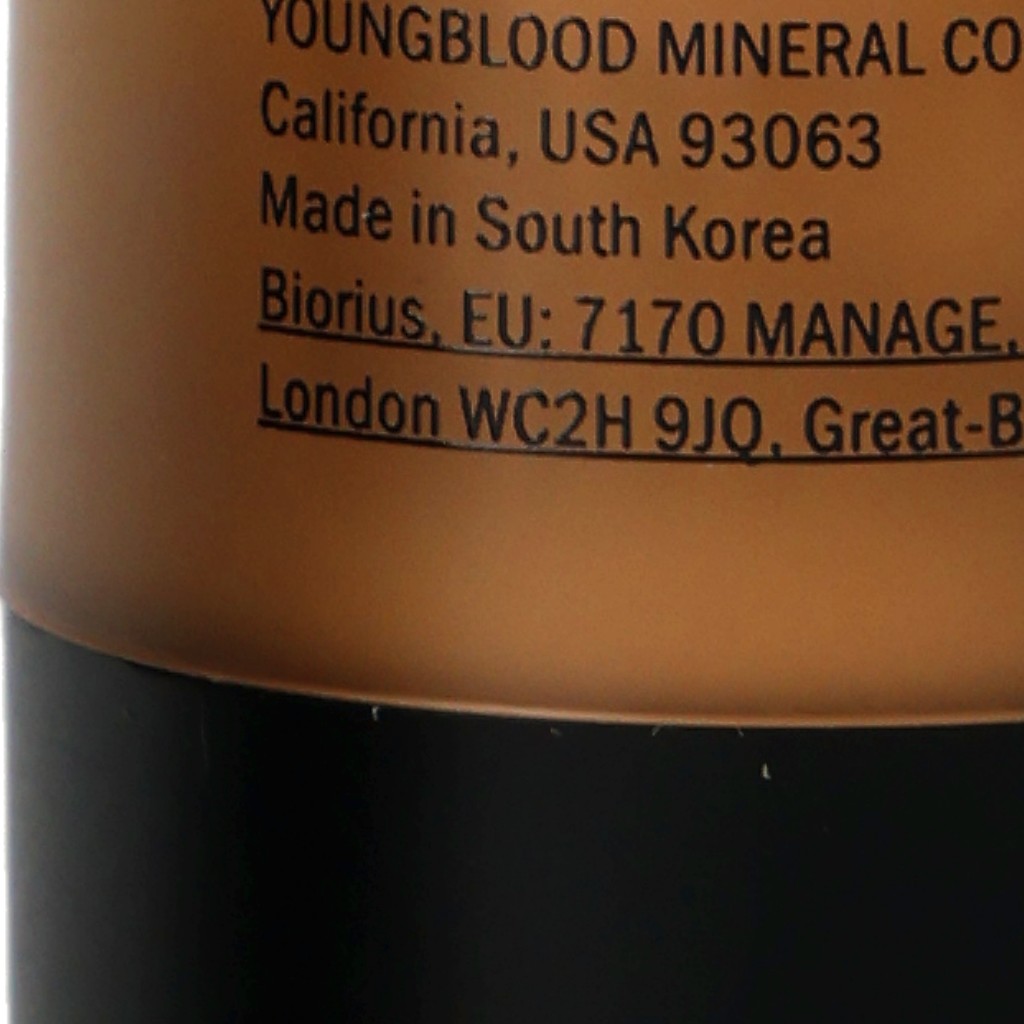 YOUNGBLOOD MINERAL CO
California, USA 93063
Made in South Korea
Biorius, EU: 7170 MANAGE,
London WC2H 9JQ, Great-B